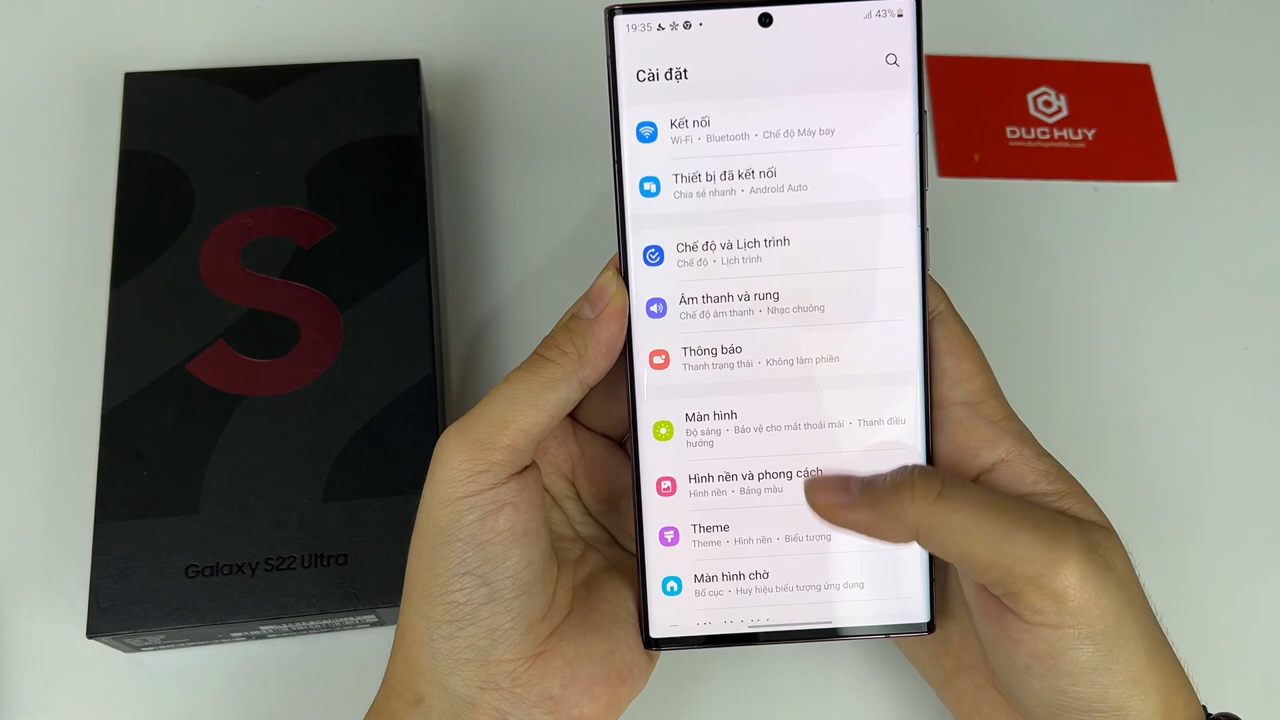 19:35
43%
Cài đặt
Kết nối
Wi-Fi • Bluetooth • Chế độ Máy bay
Thiết bị đã kết nối
Chia sẻ nhanh • Android Auto
Chế độ và Lịch trình
Chế độ • Lịch trình
Âm thanh và rung
Chế độ âm thanh • Nhạc chuông
Thông báo
Thanh trạng thái • Không làm phiền
Màn hình
Độ sáng • Bảo vệ cho mắt thoải mái • Thanh điều
hướng
Hình nền và phong cách
Hình nền • Bảng màu
Theme
Theme • Hình nền • Biểu tượng
Màn hình chờ
Bố cục • Huy hiệu biểu tượng ứng dụng
S
Galaxy S22 Ultra
DUC HUY
www.duchuymobile.com